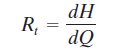 R_t = dH/dQ